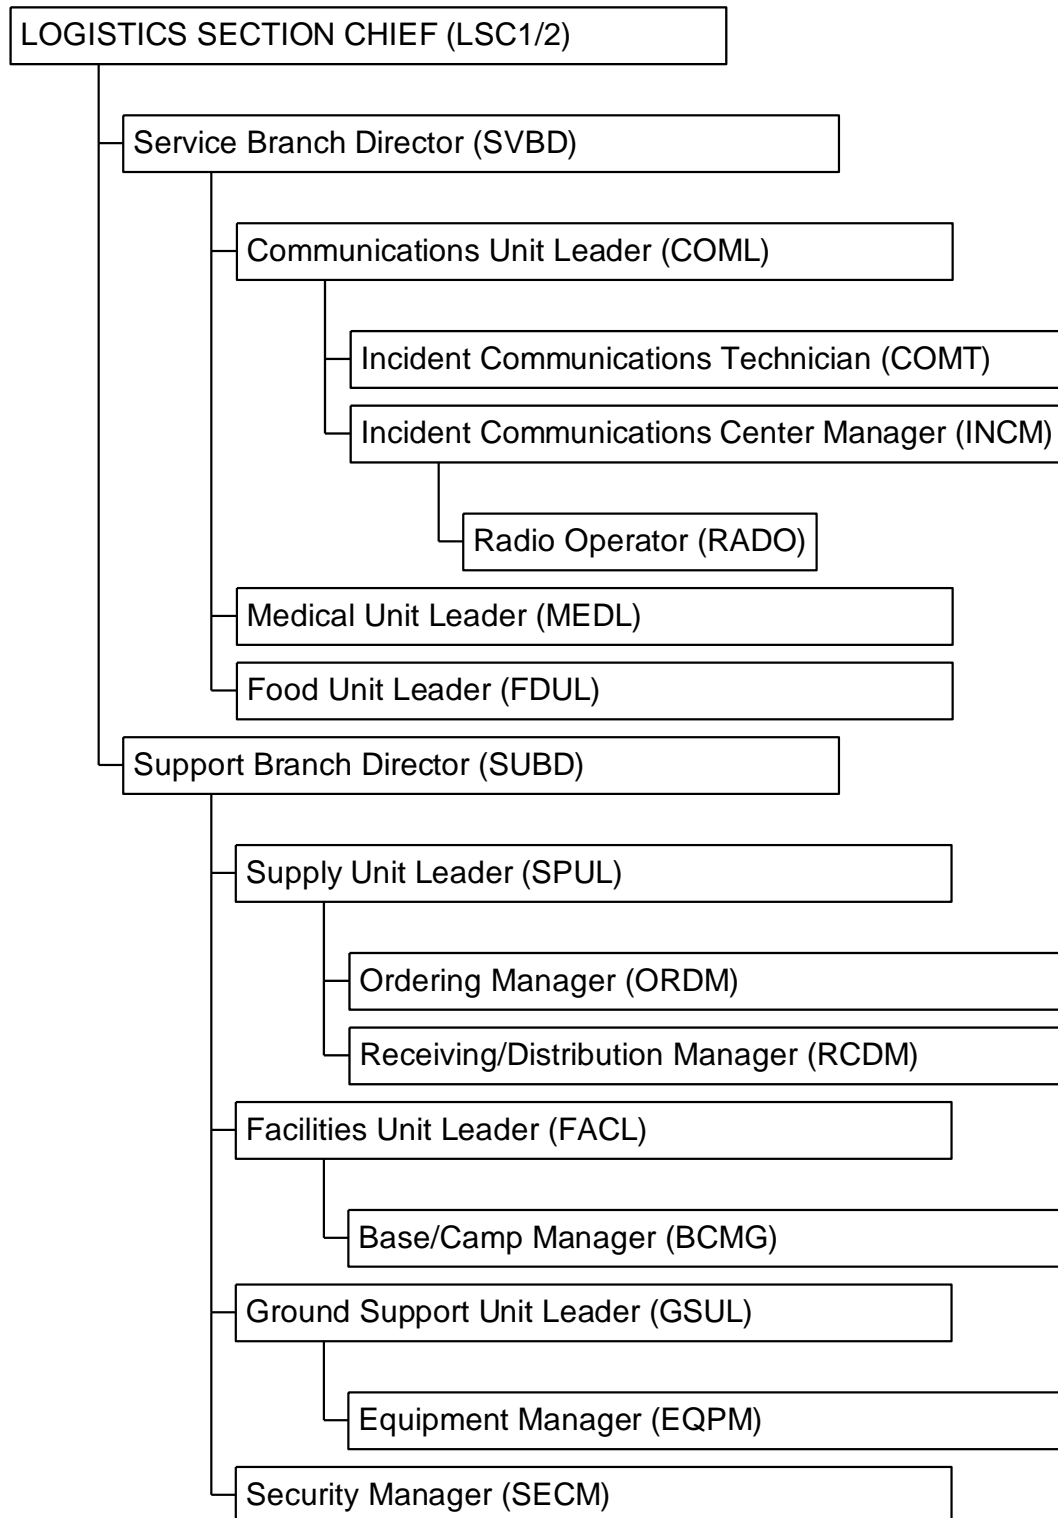 LOGISTICS SECTION CHIEF (LSC1/2)
Service Branch Director (SVBD)
Communications Unit Leader (COML)
Incident Communications Technician (COMT)
Incident Communications Center Manager (INCM)
Radio Operator (RADO)
Medical Unit Leader (MEDL)
Food Unit Leader (FDUL)
Support Branch Director (SUBD)
Supply Unit Leader (SPUL)
Ordering Manager (ORDM)
Receiving/Distribution Manager (RCDM)
Facilities Unit Leader (FACL)
Base/Camp Manager (BCMG)
Ground Support Unit Leader (GSUL)
Equipment Manager (EQPM)
Security Manager (SECM)